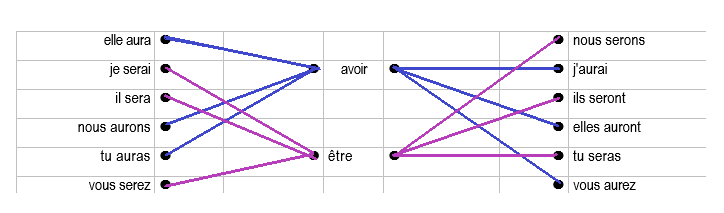 elle aura nous serons
je serai avoir j'aurai
il sera ils seront
nous aurons elles auront
tu auras être tu seras
vous serez vous aurez